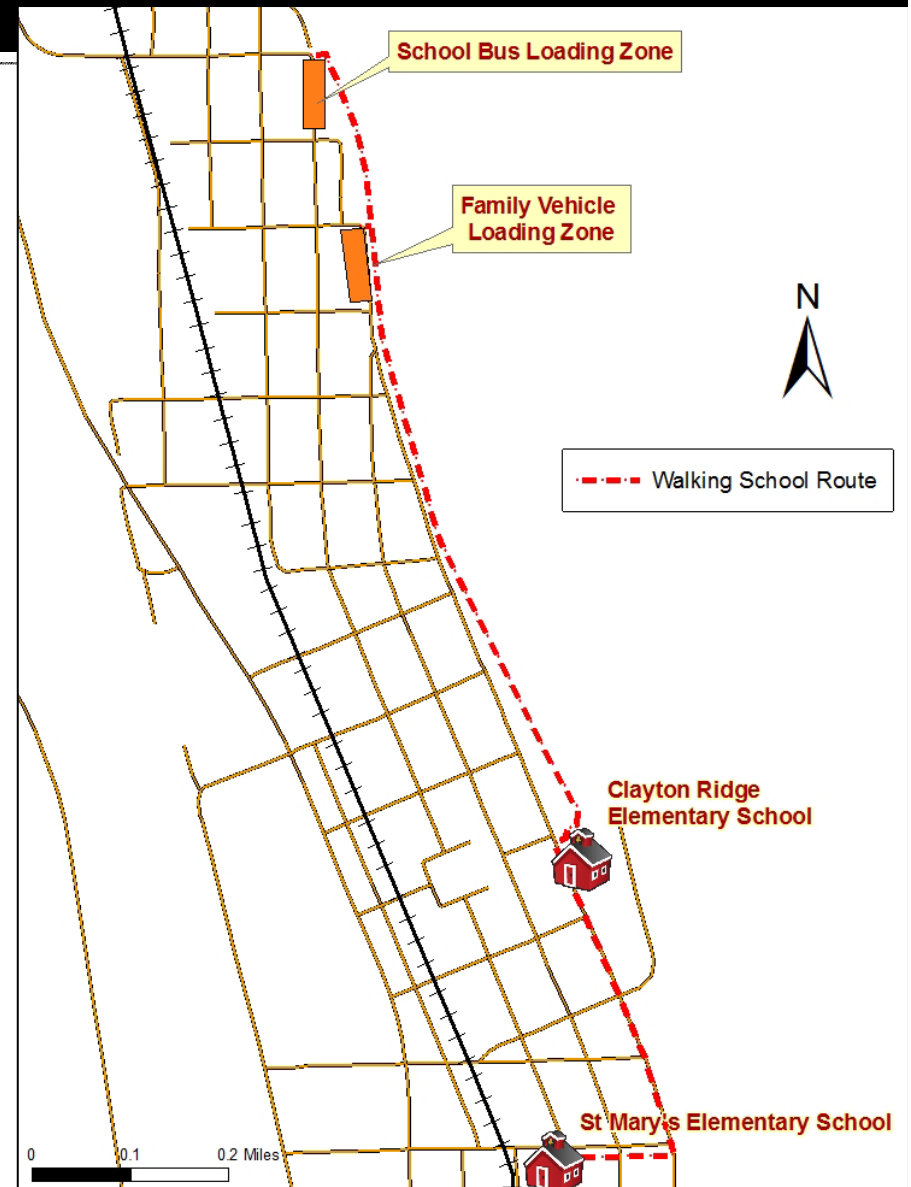 School Bus Loading Zone
Family Vehicle
Loading Zone
N
Walking School Route
Clayton Ridge
Elementary School
St Mary's Elementary School
0 0.1 0.2 Miles